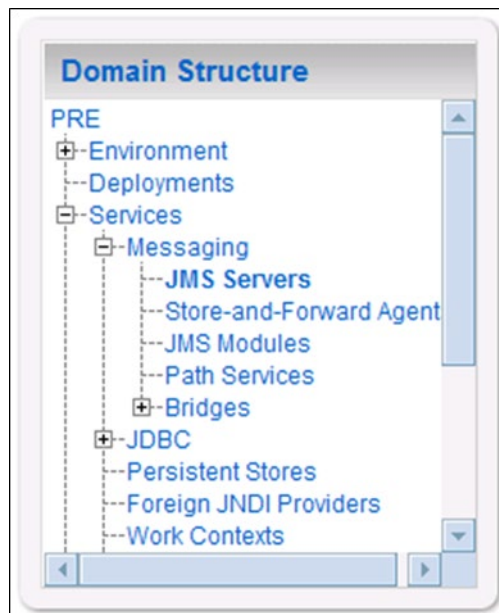 Domain Structure
PRE
Environment
Deployments
Services
Messaging
JMS Servers
Store-and-Forward Agent
JMS Modules
Path Services
Bridges
JDBC
Persistent Stores
Foreign JNDI Providers
Work Contexts